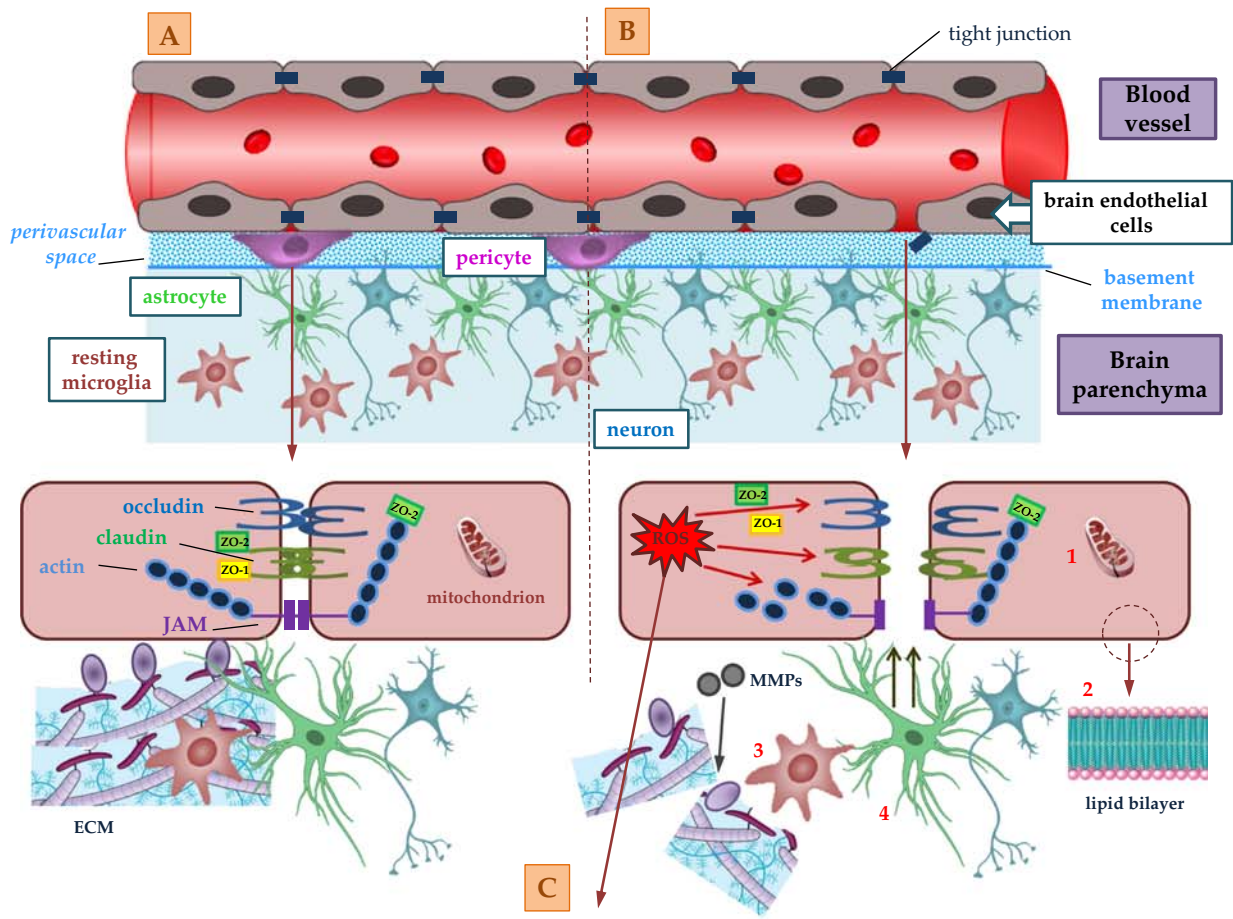 A
B
tight junction
Blood
vessel
brain endothelial
cells
perivascular
space
pericyte
basement
membrane
astrocyte
resting
microglia
Brain
parenchyma
neuron
occludin
ZO-2
claudin
ZO-2
ZO-1
actin
mitochondrion
JAM
ECM
ZO-2
ZO-1
ROS
ZO-2
1
MMPs
2
3
4
lipid bilayer
C